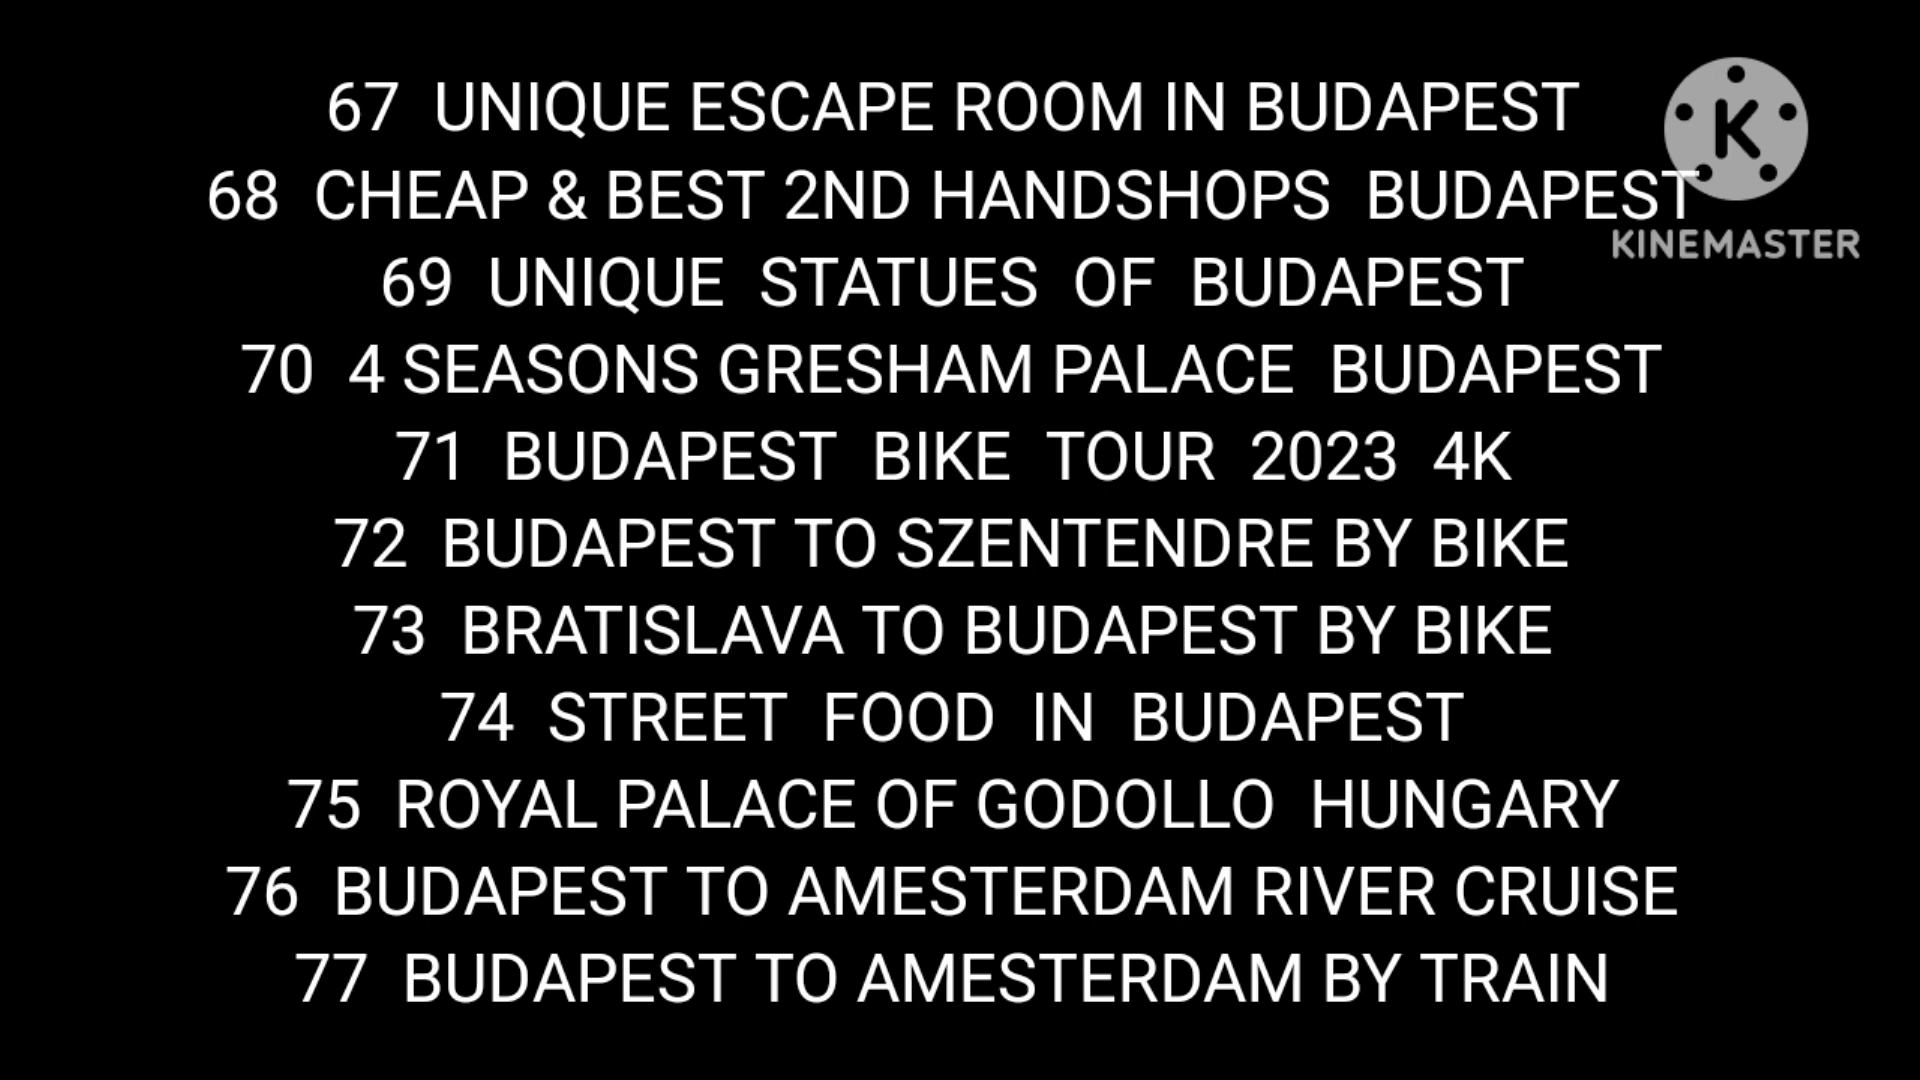 67 UNIQUE ESCAPE ROOM IN BUDAPEST
68 CHEAP & BEST 2ND HANDSHOPS BUDAPEST
69 UNIQUE STATUES OF BUDAPEST
70 4 SEASONS GRESHAM PALACE BUDAPEST
71 BUDAPEST BIKE TOUR 2023 4K
72 BUDAPEST TO SZENTENDRE BY BIKE
73 BRATISLAVA TO BUDAPEST BY BIKE
74 STREET FOOD IN BUDAPEST
75 ROYAL PALACE OF GODOLLO HUNGARY
76 BUDAPEST TO AMESTERDAM RIVER CRUISE
77 BUDAPEST TO AMESTERDAM BY TRAIN
K
KINEMASTER